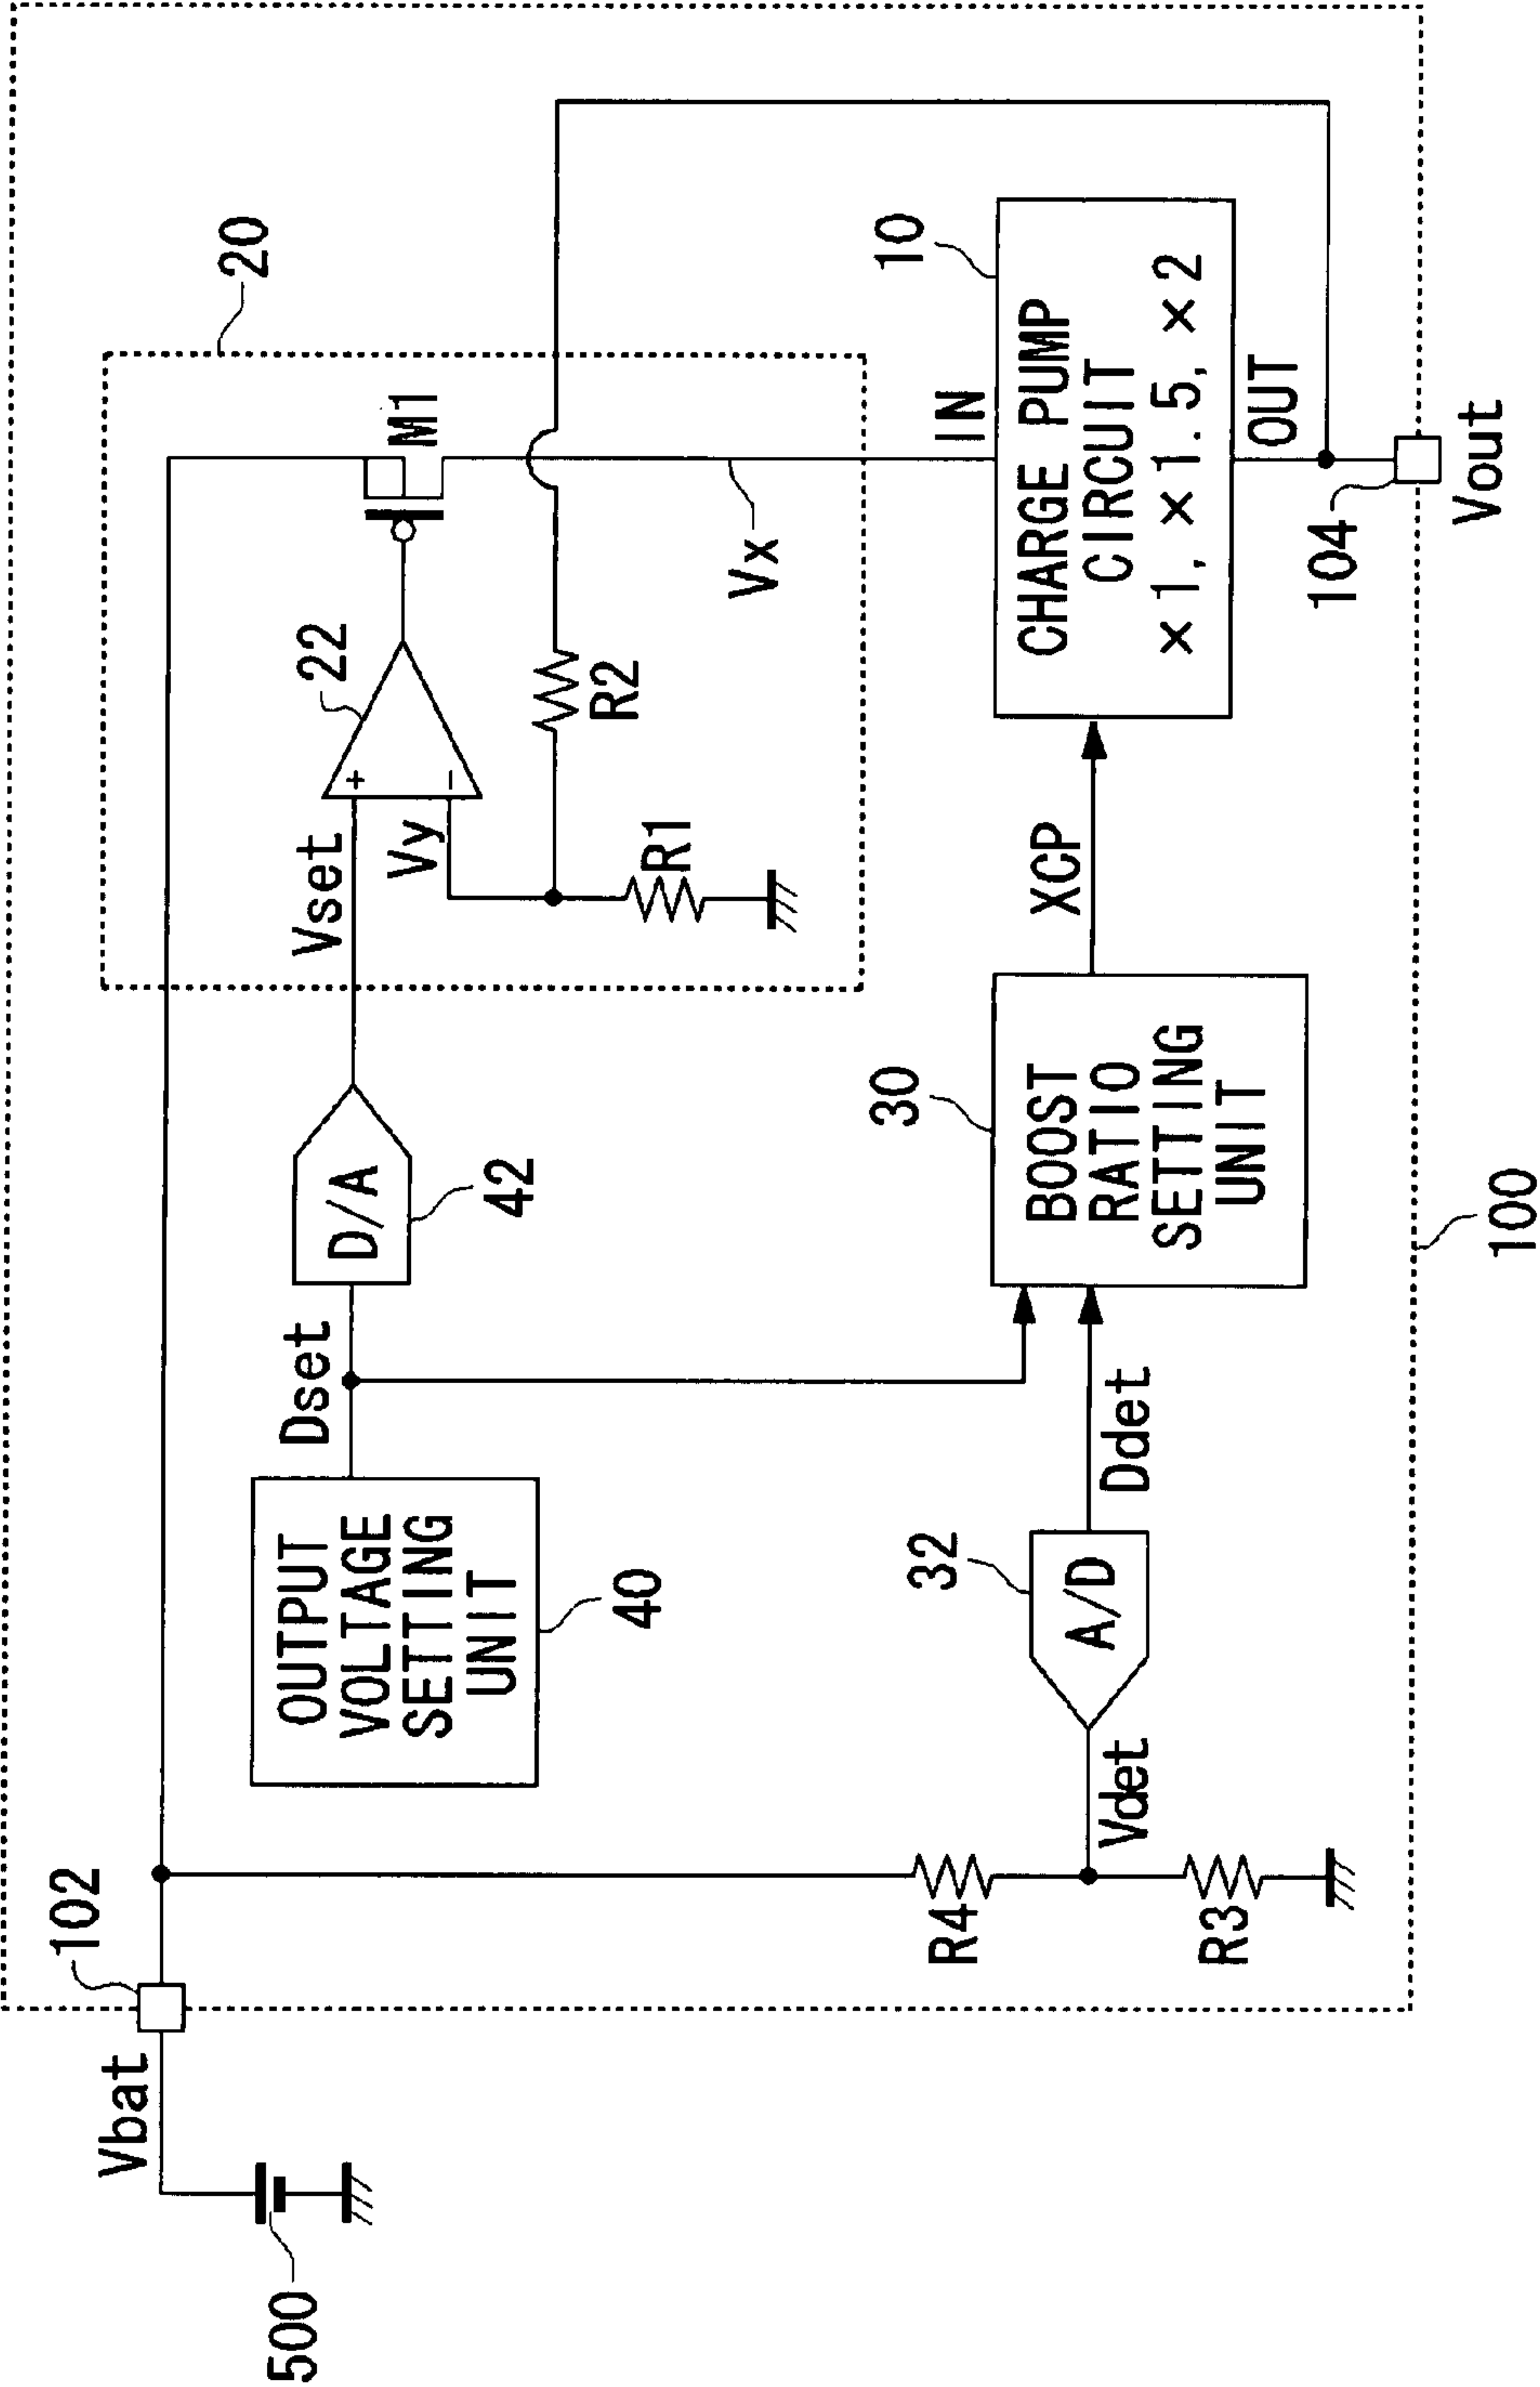 100
20
102
Vbat
500
OUTPUT
VOLTAGE
SETTING
UNIT
40
Dset
D/A
42
Vset
Vy
+
−
22
M1
R2
R1
Vx
IN
10
CHARGE PUMP
CIRCUIT
×1, ×1.5, ×2
OUT
104
Vout
XCP
30
BOOST
RATIO
SETTING
UNIT
Ddet
32
A/D
Vdet
R4
R3